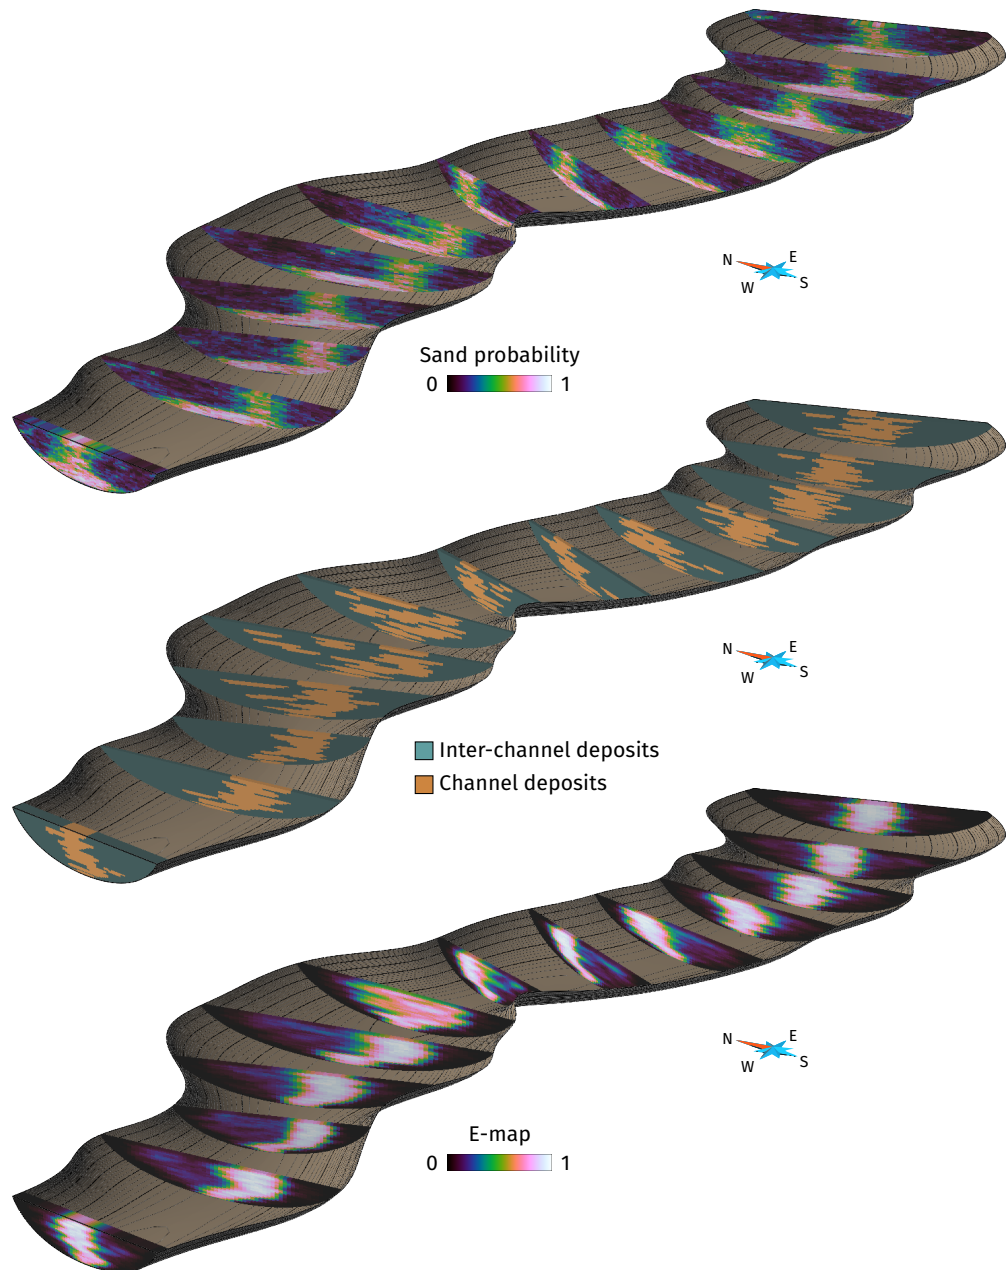 N
E
W
S
Sand probability
0
1
N
E
W
S
Inter-channel deposits
Channel deposits
N
E
W
S
E-map
0
1